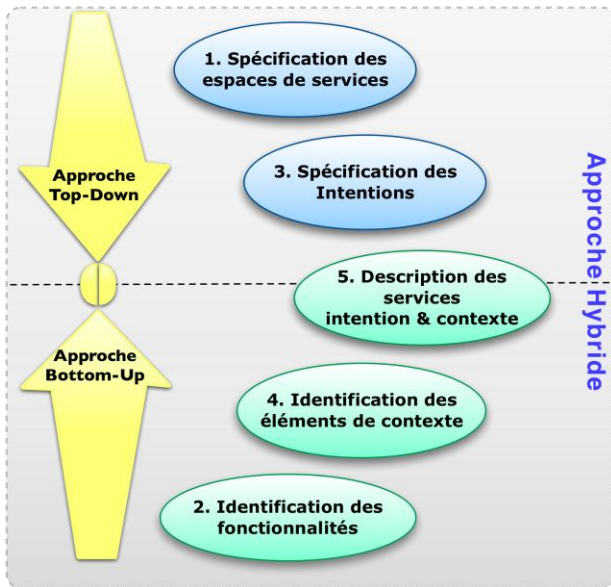 1. Spécification des
espaces de services
Approche
Top-Down
3. Spécification des
Intentions
5. Description des
services
intention & contexte
Approche
Bottom-Up
4. Identification des
éléments de contexte
2. Identification des
fonctionnalités
Approche Hybride